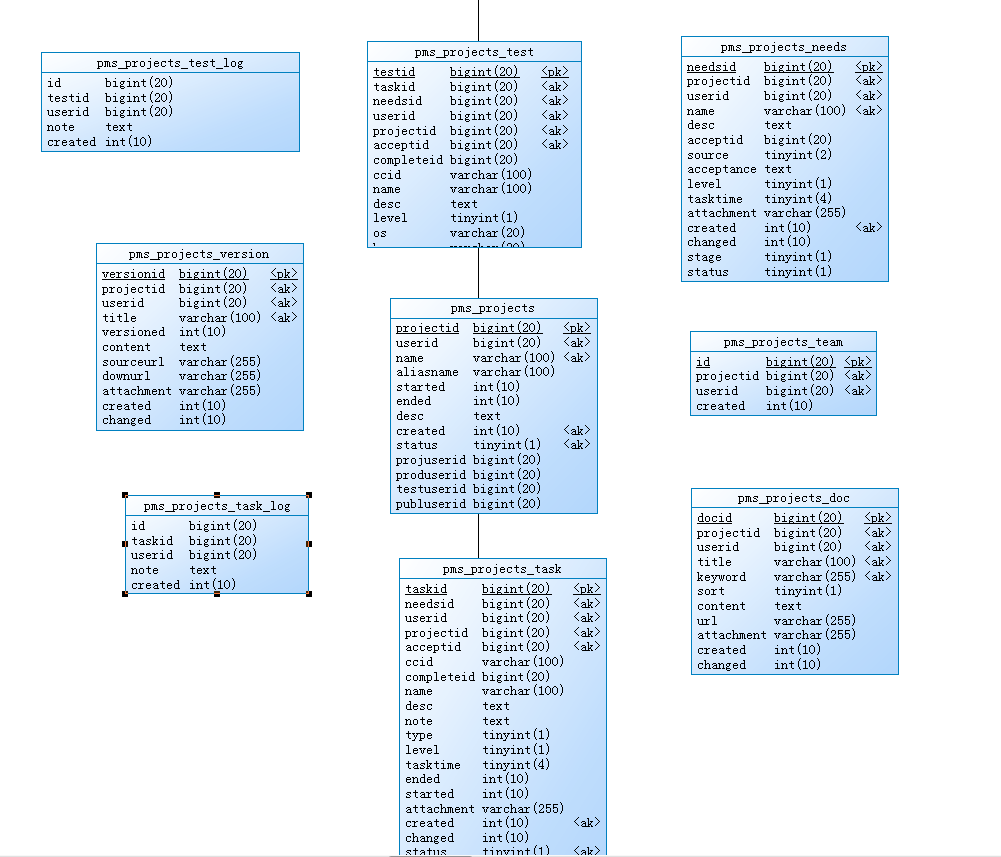 pms_projects_test_log
id bigint(20)
testid bigint(20)
userid bigint(20)
note text
created int(10)
pms_projects_test
testid bigint(20) <pk>
taskid bigint(20) <ak>
needsid bigint(20) <ak>
userid bigint(20) <ak>
projectid bigint(20) <ak>
acceptid bigint(20) <ak>
completeid bigint(20)
ccid varchar(100)
name varchar(100)
desc text
level tinyint(1)
os varchar(20)
pms_projects_needs
needsid bigint(20) <pk>
projectid bigint(20) <ak>
userid bigint(20) <ak>
name varchar(100) <ak>
desc text
acceptid bigint(20)
source tinyint(2)
acceptance text
level tinyint(1)
tasktime tinyint(4)
attachment varchar(255)
created int(10) <ak>
changed int(10)
stage tinyint(1)
status tinyint(1)
pms_projects_version
versionid bigint(20) <pk>
projectid bigint(20) <ak>
userid bigint(20) <ak>
title varchar(100) <ak>
versioned int(10)
content text
sourceurl varchar(255)
downurl varchar(255)
attachment varchar(255)
created int(10)
changed int(10)
pms_projects
projectid bigint(20) <pk>
userid bigint(20) <ak>
name varchar(100) <ak>
aliasname varchar(100)
started int(10)
ended int(10)
desc text
created int(10) <ak>
status tinyint(1) <ak>
projuserid bigint(20)
produserid bigint(20)
testuserid bigint(20)
publuserid bigint(20)
pms_projects_team
id bigint(20) <pk>
projectid bigint(20) <ak>
userid bigint(20) <ak>
created int(10)
pms_projects_task_log
id bigint(20)
taskid bigint(20)
userid bigint(20)
note text
created int(10)
pms_projects_task
taskid bigint(20) <pk>
needsid bigint(20) <ak>
userid bigint(20) <ak>
projectid bigint(20) <ak>
acceptid bigint(20) <ak>
ccid varchar(100)
completeid bigint(20)
name varchar(100)
desc text
note text
type tinyint(1)
level tinyint(1)
tasktime tinyint(4)
ended int(10)
started int(10)
attachment varchar(255)
created int(10) <ak>
changed int(10)
status tinyint(1) <ak>
pms_projects_doc
docid bigint(20) <pk>
projectid bigint(20) <ak>
userid bigint(20) <ak>
title varchar(100) <ak>
keyword varchar(255) <ak>
sort tinyint(1)
content text
url varchar(255)
attachment varchar(255)
created int(10)
changed int(10)